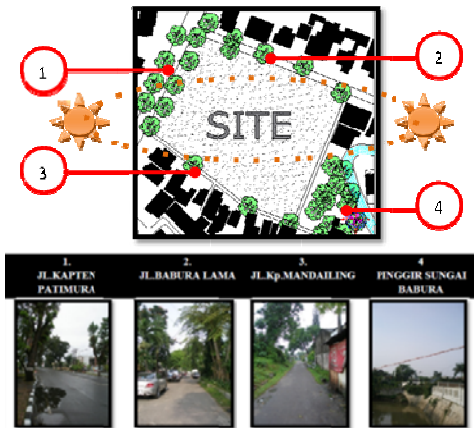 1
2
SITE
3
4
1.
JL.KAPTEN
PATIMURA
2.
JL.BABURA LAMA
3.
JL.Kp.MANDAILING
4
PINGGIR SUNGAI
BABURA